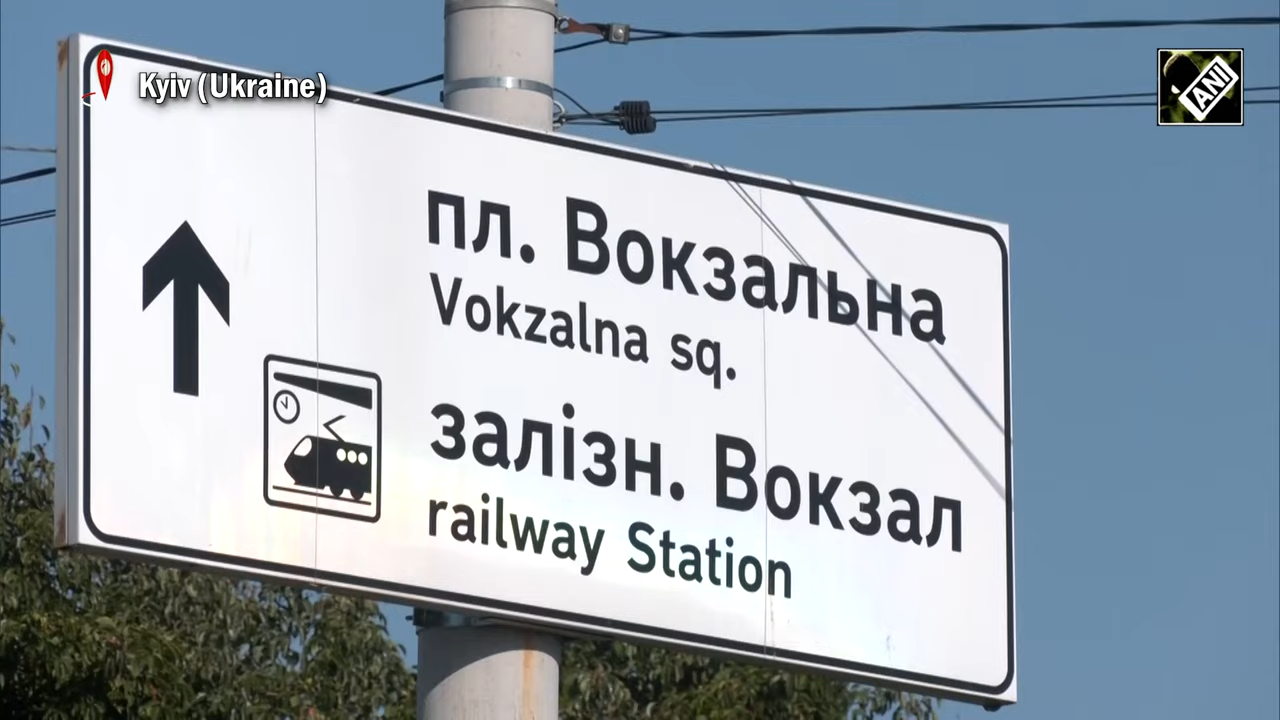 Kyiv (Ukraine)
ANI
пл. Вокзальна
Vokzalna sq.
залізн. Вокзал
railway Station